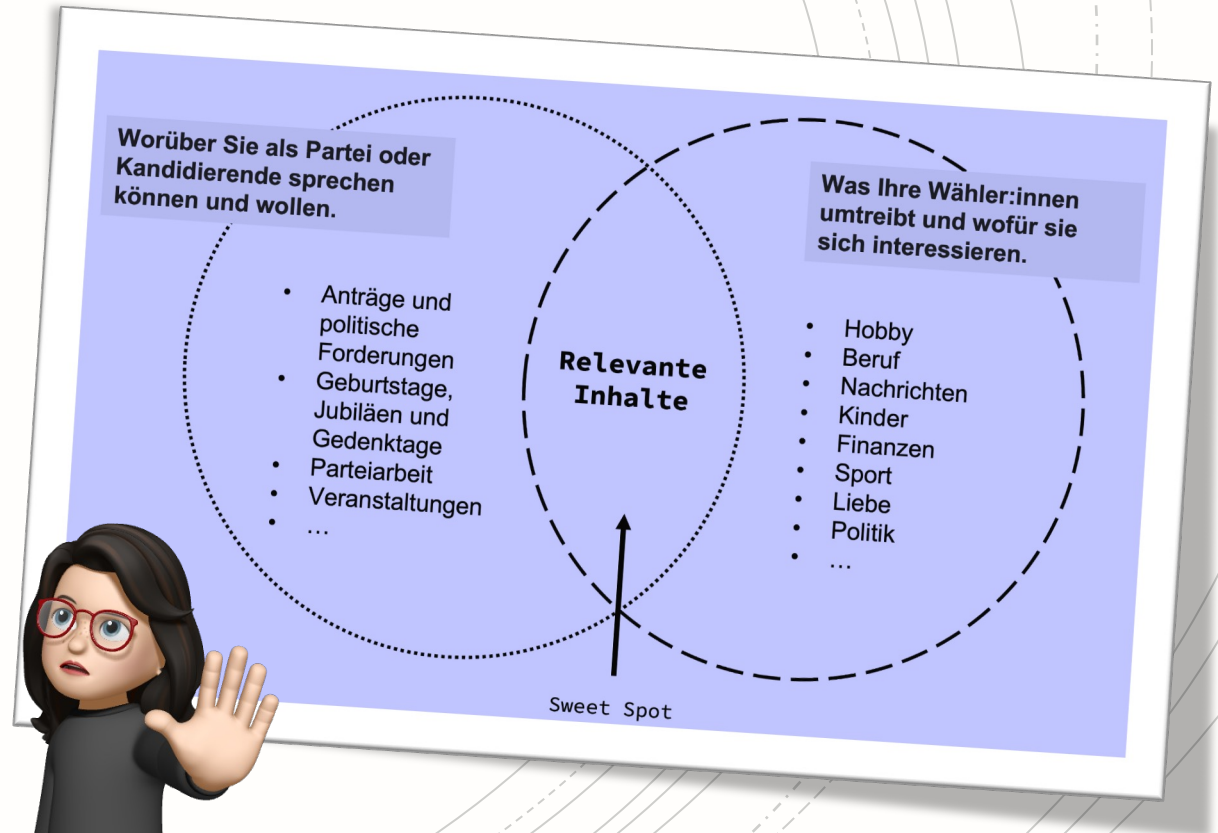 Worüber Sie als Partei oder
Kandidierende sprechen
können und wollen.
• Anträge und
politische
Forderungen
• Geburtstage,
Jubiläen und
Gedenktage
• Parteiarbeit
• Veranstaltungen
• …
Relevante
Inhalte
Was Ihre Wähler:innen
umtreibt und wofür sie
sich interessieren.
• Hobby
• Beruf
• Nachrichten
• Kinder
• Finanzen
• Sport
• Liebe
• Politik
• …
Sweet Spot